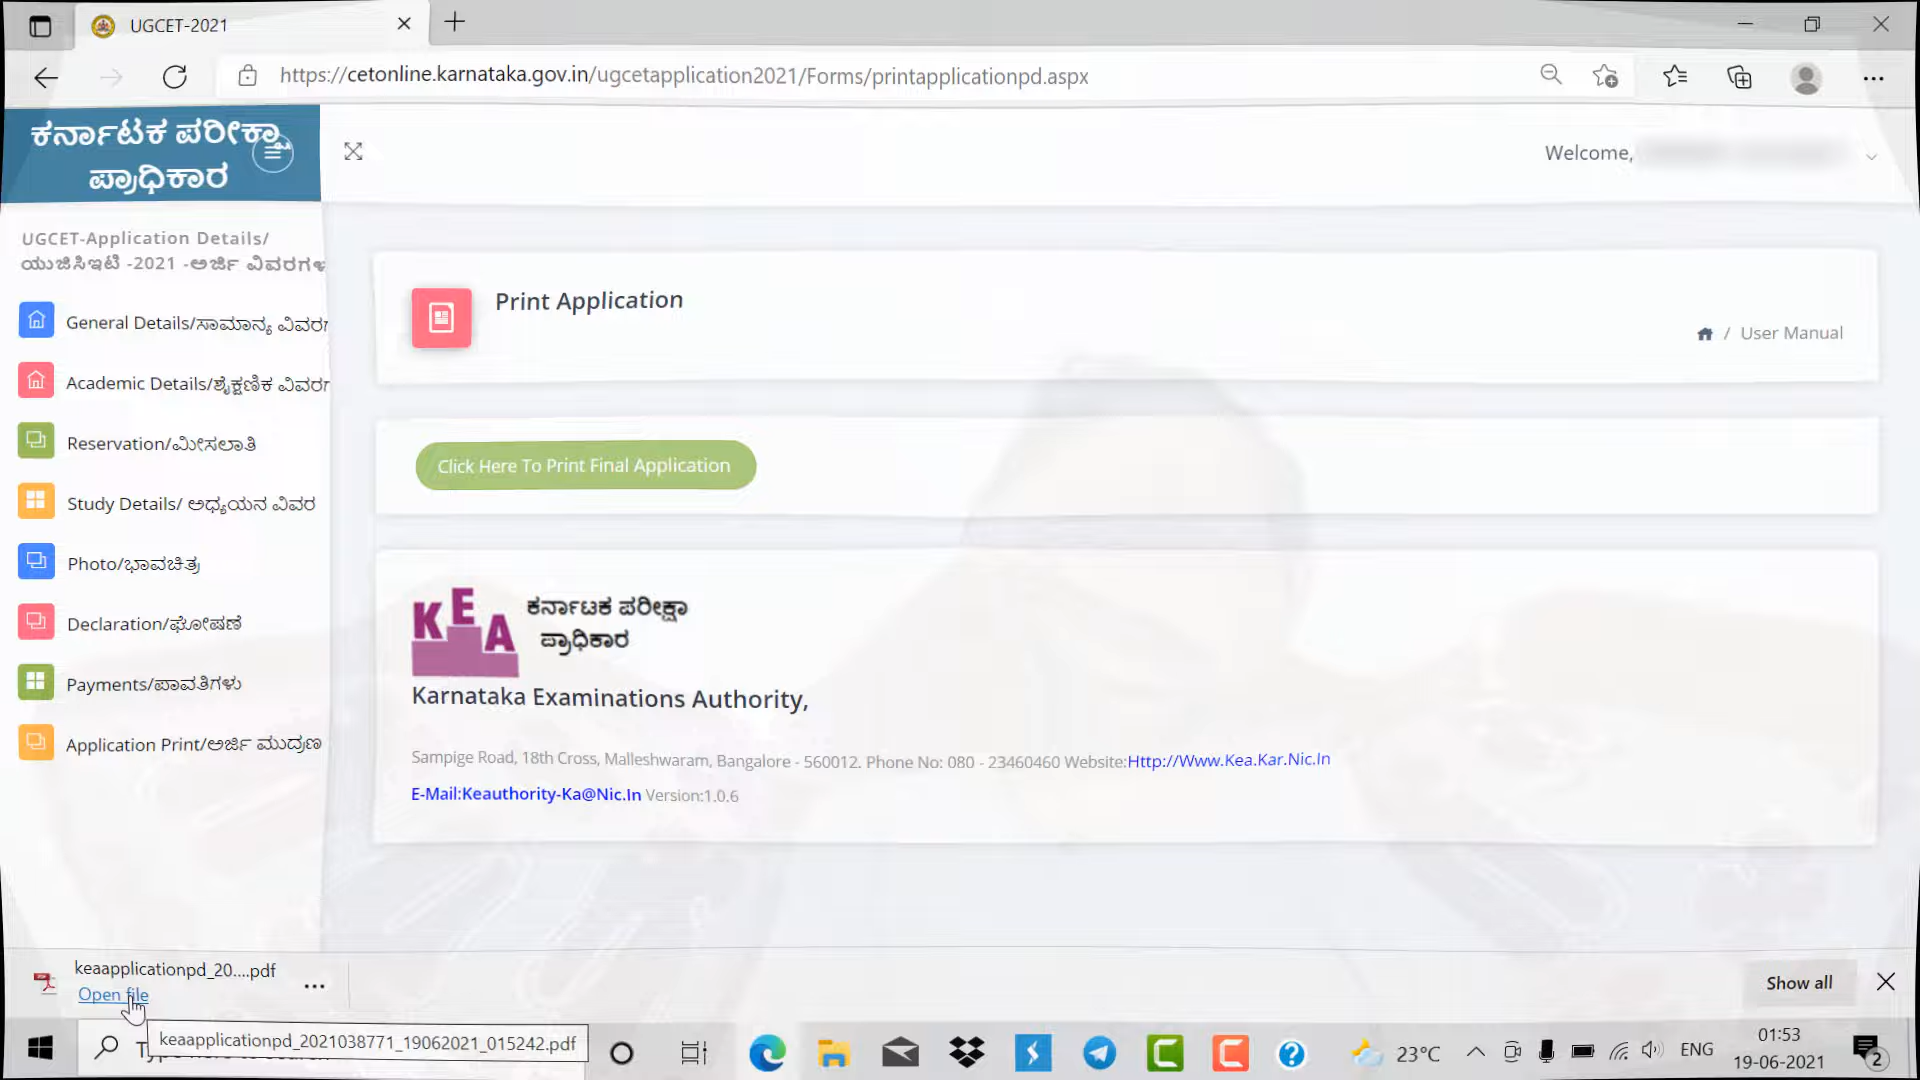 UGCET-2021
https://cetonline.karnataka.gov.in/ugcetapplication2021/Forms/printapplicationpd.aspx
ಕರ್ನಾಟಕ ಪರೀಕ್ಷಾ
ಪ್ರಾಧಿಕಾರ
Welcome,
UGCET-Application Details/
ಯುಜಿಸಿಇಟಿ -2021 -ಅರ್ಜಿ ವಿವರಗಳ
General Details/ಸಾಮಾನ್ಯ ವಿವರಗ
Academic Details/ಶೈಕ್ಷಣಿಕ ವಿವರಗ
Reservation/ಮೀಸಲಾತಿ
Study Details/ ಅಧ್ಯಯನ ವಿವರ
Photo/ಭಾವಚಿತ್ರ
Declaration/ಘೋಷಣೆ
Payments/ಪಾವತಿಗಳು
Application Print/ಅರ್ಜಿ ಮುದ್ರಣ
Print Application
/ User Manual
Click Here To Print Final Application
KEA
ಕರ್ನಾಟಕ ಪರೀಕ್ಷಾ
ಪ್ರಾಧಿಕಾರ
Karnataka Examinations Authority,
Sampige Road, 18th Cross, Malleshwaram, Bangalore - 560012. Phone No: 080 - 23460460 Website:Http://Www.Kea.Kar.Nic.In
E-Mail:Keauthority-Ka@Nic.In Version:1.0.6
keaapplicationpd_20....pdf
Open file
Show all
keaapplicationpd_2021038771_19062021_015242.pdf
23°C
ENG
01:53
19-06-2021
2